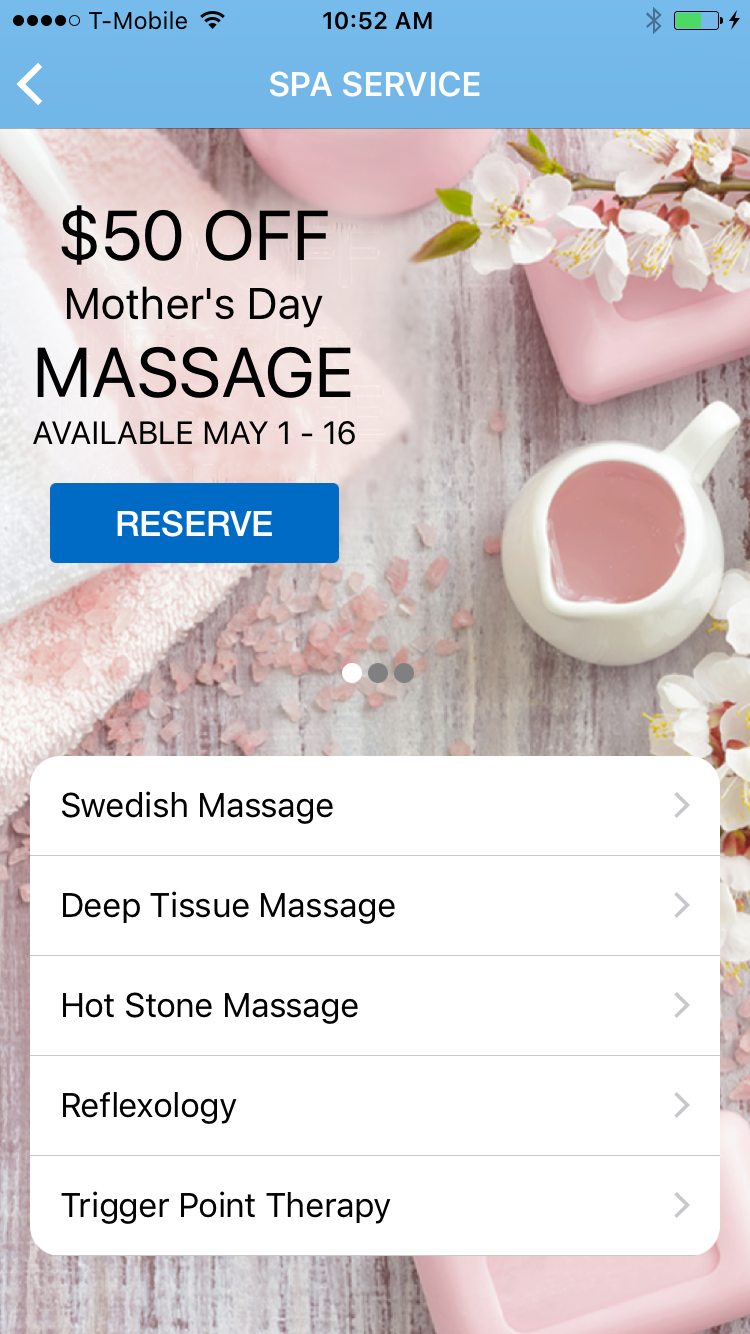 T-Mobile 10:52 AM
SPA SERVICE
$50 OFF
Mother's Day
MASSAGE
AVAILABLE MAY 1 - 16
RESERVE
Swedish Massage
Deep Tissue Massage
Hot Stone Massage
Reflexology
Trigger Point Therapy